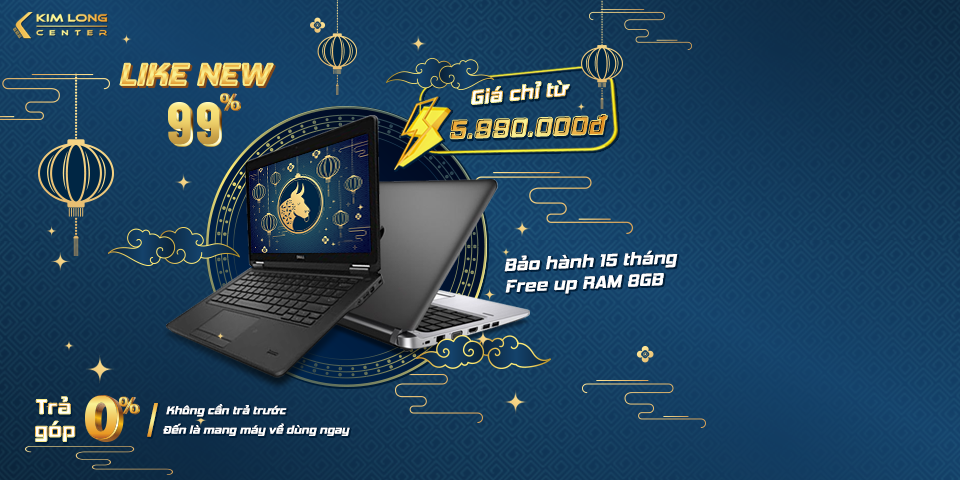 KIM LONG
CENTER
LIKE NEW
99%
Giá chỉ từ
5.990.000đ
DELL
Bảo hành 15 tháng
Free up RAM 8GB
Trả góp 0%
Không cần trả trước
Đến là mang máy về dùng ngay